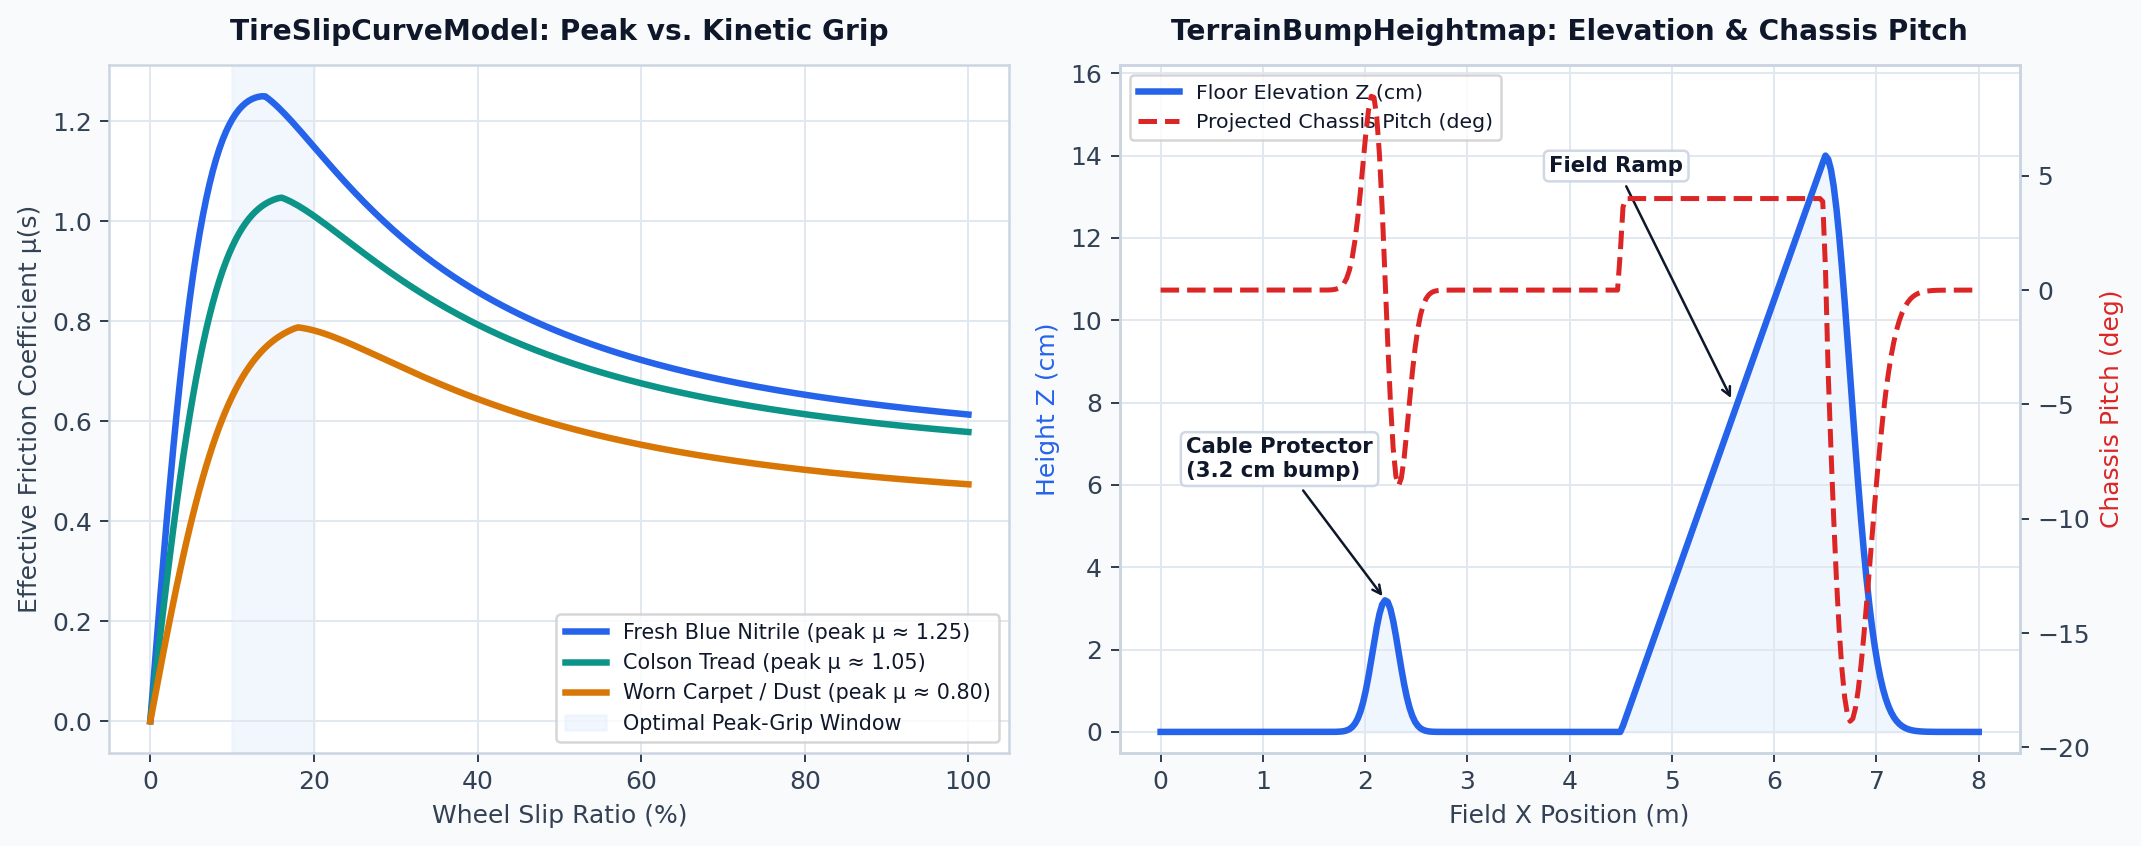 TireSlipCurveModel: Peak vs. Kinetic Grip
Effective Friction Coefficient µ(s)
1.2
1.0
0.8
0.6
0.4
0.2
0.0
0
20
40
60
80
100
Wheel Slip Ratio (%)
Fresh Blue Nitrile (peak µ ≈ 1.25)
Colson Tread (peak µ ≈ 1.05)
Worn Carpet / Dust (peak µ ≈ 0.80)
Optimal Peak-Grip Window
TerrainBumpHeightmap: Elevation & Chassis Pitch
Height Z (cm)
16
14
12
10
8
6
4
2
0
Floor Elevation Z (cm)
Projected Chassis Pitch (deg)
Field Ramp
Cable Protector
(3.2 cm bump)
0
1
2
3
4
5
6
7
8
Field X Position (m)
5
0
−5
−10
−15
−20
Chassis Pitch (deg)